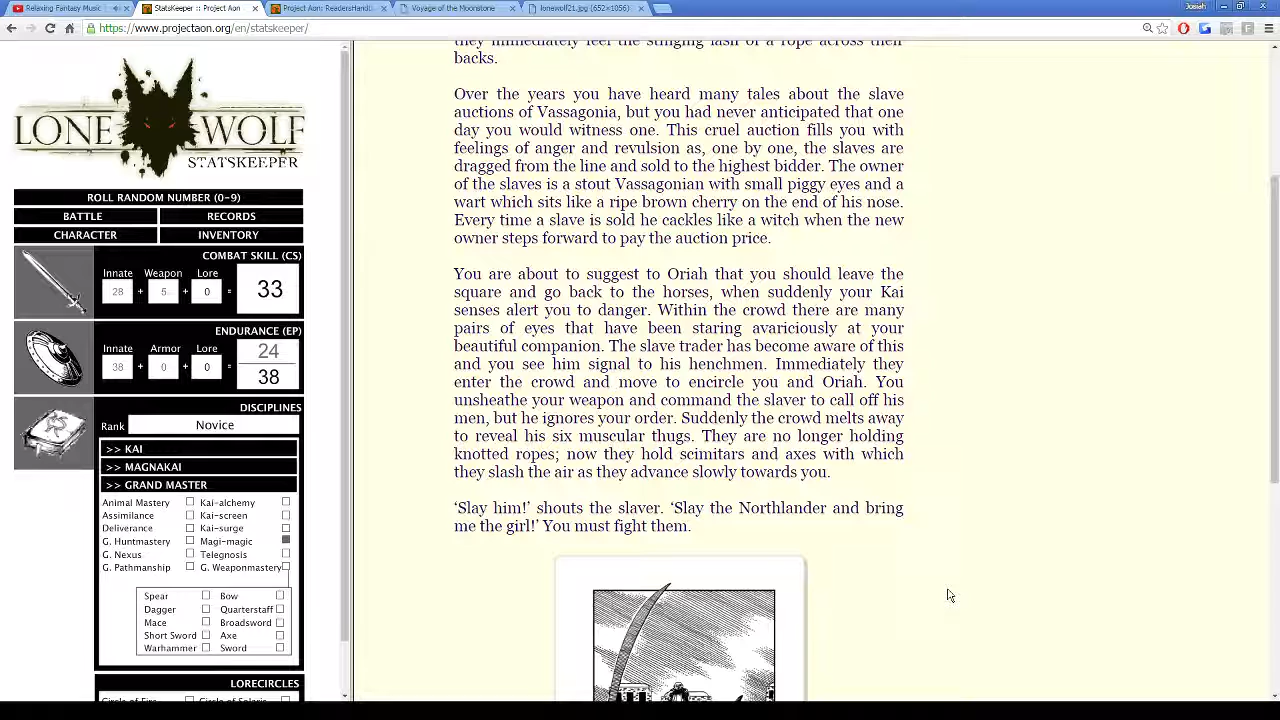 Relaxing Fantasy Music
StatsKeeper :: Project Aon
Project Aon: ReadersHandb
Voyage of the Moonstone
lonewolf21.jpg (652×1056)
Josiah
https://www.projectaon.org/en/statskeeper/
LONE WOLF
STATSKEEPER
ROLL RANDOM NUMBER (0-9)
BATTLE RECORDS
CHARACTER INVENTORY
COMBAT SKILL (CS)
Innate Weapon Lore
28 + 5 + 0 = 33
ENDURANCE (EP)
Innate Armor Lore
24
38 + 0 + 0 = 38
DISCIPLINES
Rank Novice
>> KAI
>> MAGNAKAI
>> GRAND MASTER
Animal Mastery Kai-alchemy
Assimilance Kai-screen
Deliverance Kai-surge
G. Huntmastery Magi-magic
G. Nexus Telegnosis
G. Pathmanship G. Weaponmastery
Spear Bow
Dagger Quarterstaff
Mace Broadsword
Short Sword Axe
Warhammer Sword
LORECIRCLES
Circle of Fire Circle of Solaris
they immediately feel the stinging lash of a rope across their
backs.
Over the years you have heard many tales about the slave
auctions of Vassagonia, but you had never anticipated that one
day you would witness one. This cruel auction fills you with
feelings of anger and revulsion as, one by one, the slaves are
dragged from the line and sold to the highest bidder. The owner
of the slaves is a stout Vassagonian with small piggy eyes and a
wart which sits like a ripe brown cherry on the end of his nose.
Every time a slave is sold he cackles like a witch when the new
owner steps forward to pay the auction price.
You are about to suggest to Oriah that you should leave the
square and go back to the horses, when suddenly your Kai
senses alert you to danger. Within the crowd there are many
pairs of eyes that have been staring avariciously at your
beautiful companion. The slave trader has become aware of this
and you see him signal to his henchmen. Immediately they
enter the crowd and move to encircle you and Oriah. You
unsheathe your weapon and command the slaver to call off his
men, but he ignores your order. Suddenly the crowd melts away
to reveal his six muscular thugs. They are no longer holding
knotted ropes; now they hold scimitars and axes with which
they slash the air as they advance slowly towards you.
‘Slay him!’ shouts the slaver. ‘Slay the Northlander and bring
me the girl!’ You must fight them.